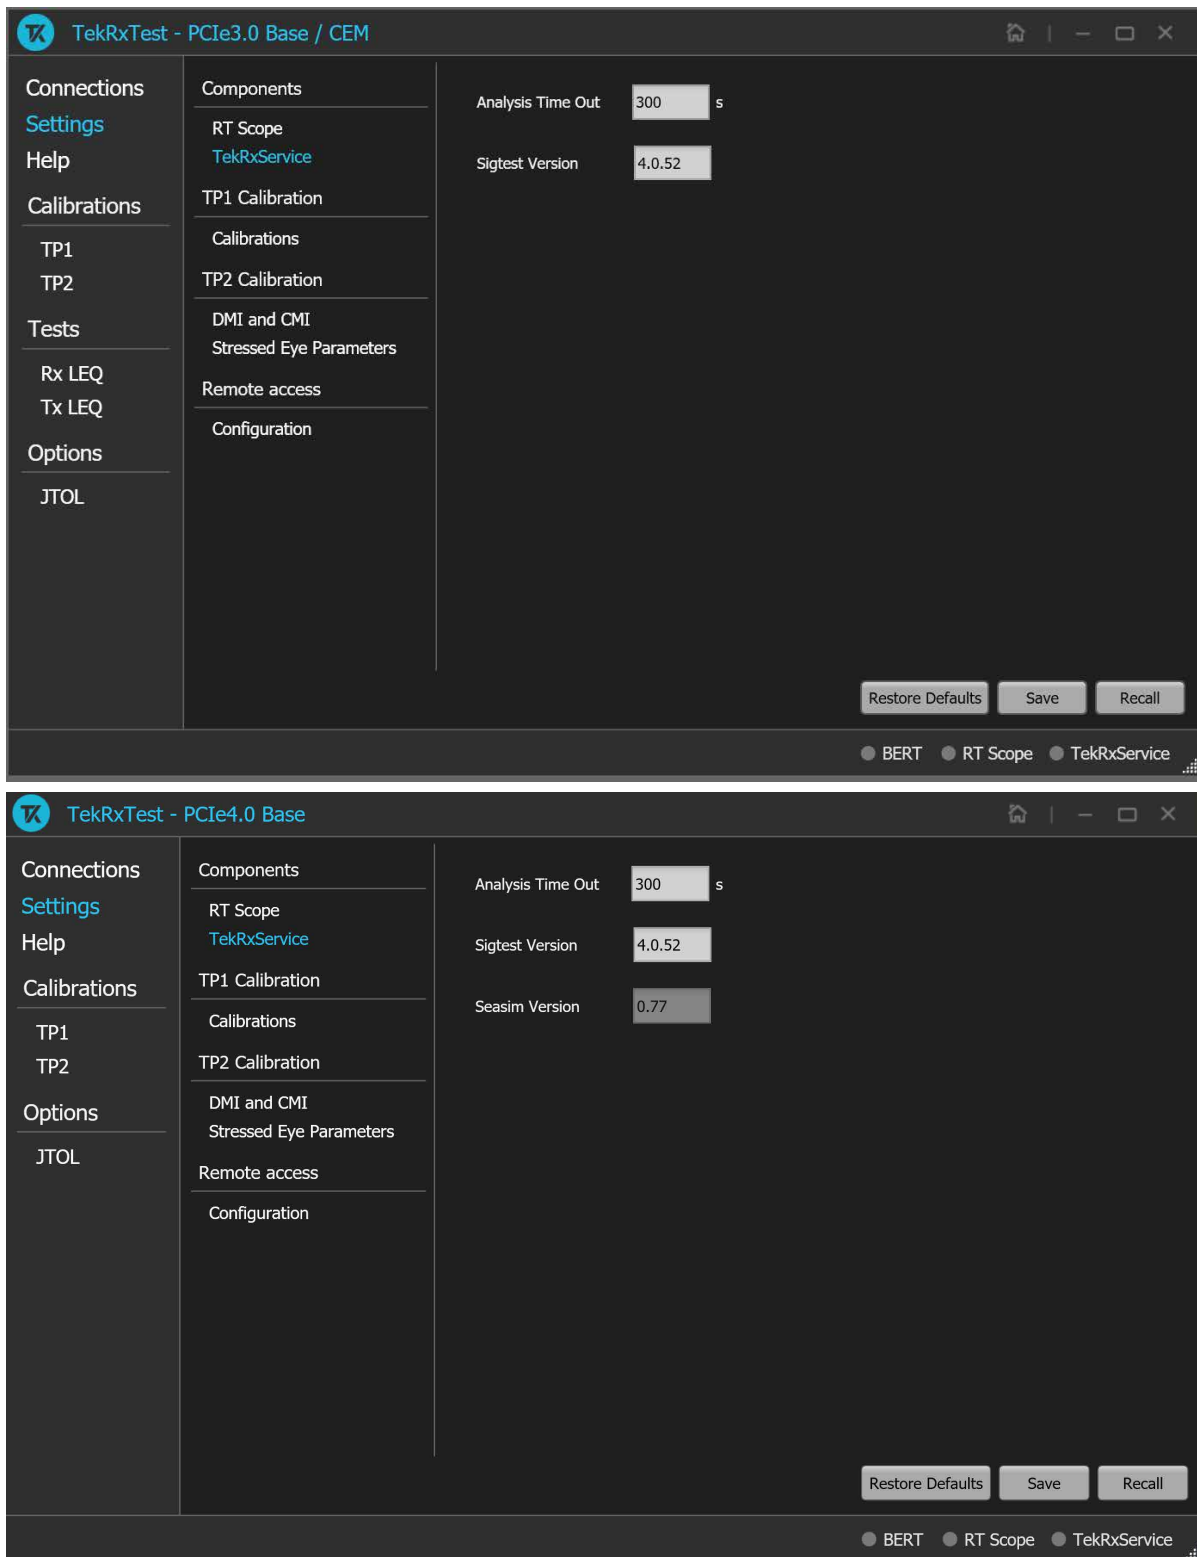 TekRxTest - PCIe3.0 Base / CEM
Connections
Settings
Help
Calibrations
TP1
TP2
Tests
Rx LEQ
Tx LEQ
Options
JTOL
Components
RT Scope
TekRxService
TP1 Calibration
Calibrations
TP2 Calibration
DMI and CMI
Stressed Eye Parameters
Remote access
Configuration
Analysis Time Out 300 s
Sigtest Version 4.0.52
Restore Defaults Save Recall
BERT RT Scope TekRxService
TekRxTest - PCIe4.0 Base
Connections
Settings
Help
Calibrations
TP1
TP2
Options
JTOL
Components
RT Scope
TekRxService
TP1 Calibration
Calibrations
TP2 Calibration
DMI and CMI
Stressed Eye Parameters
Remote access
Configuration
Analysis Time Out 300 s
Sigtest Version 4.0.52
Seasim Version 0.77
Restore Defaults Save Recall
BERT RT Scope TekRxService